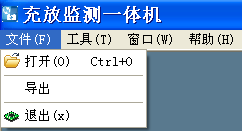 充放监测一体机
文件(F) 工具(T) 窗口(W) 帮助(H)
打开(O) Ctrl+O
导出
退出(x)